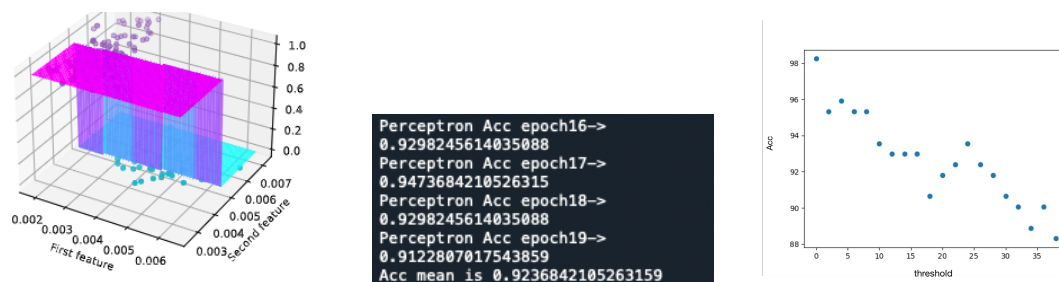 1.0
0.8
0.6
0.4
0.2
0.0
0.002
0.003
0.004
0.005
0.006
First feature
0.003
0.004
0.005
0.006
0.007
Second feature
Perceptron Acc epoch16->
0.9298245614035088
Perceptron Acc epoch17->
0.9473684210526315
Perceptron Acc epoch18->
0.9298245614035088
Perceptron Acc epoch19->
0.9122807017543859
Acc mean is 0.9236842105263159
98
96
94
92
90
88
Acc
0 5 10 15 20 25 30 35
threshold